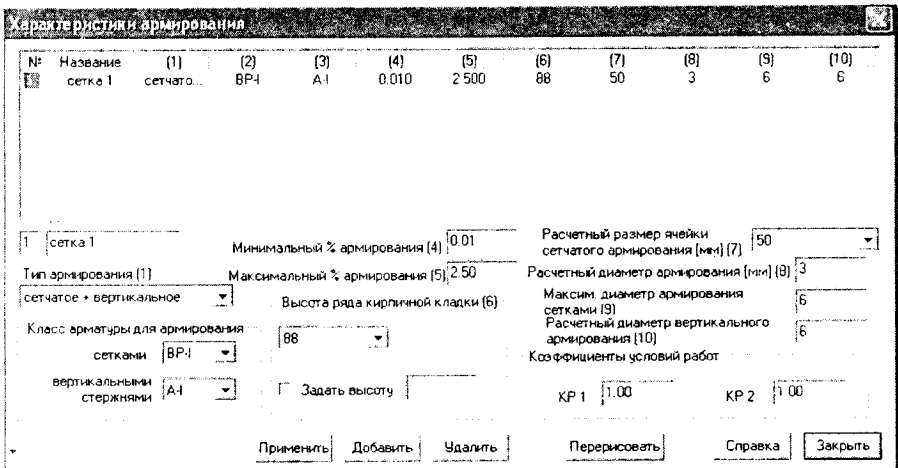 Характеристики армирования
№ Название (1) (2) (3) (4) (5) (6) (7) (8) (9) (10)
сетка 1 сетчато... ВР-I А-I 0.010 2.500 88 50 3 6 6
1 сетка 1
Минимальный % армирования (4) 0.01
Расчетный размер ячейки
сетчатого армирования [мм] (7) 50
Тип армирования (1)
Максимальный % армирования (5) 2.50
Расчетный диаметр армирования [мм] (8) 3
сетчатое + вертикальное
Высота ряда кирпичной кладки (6)
Максим. диаметр армирования
сетками (9) 6
Класс арматуры для армирования
88
Расчетный диаметр вертикального
армирования (10) 6
сетками ВР-I
Коэффициенты условий работ
вертикальными
стержнями А-I
Задать высоту
КР 1 1.00 КР 2 1.00
Применить Добавить Удалить Перерисовать Справка Закрыть